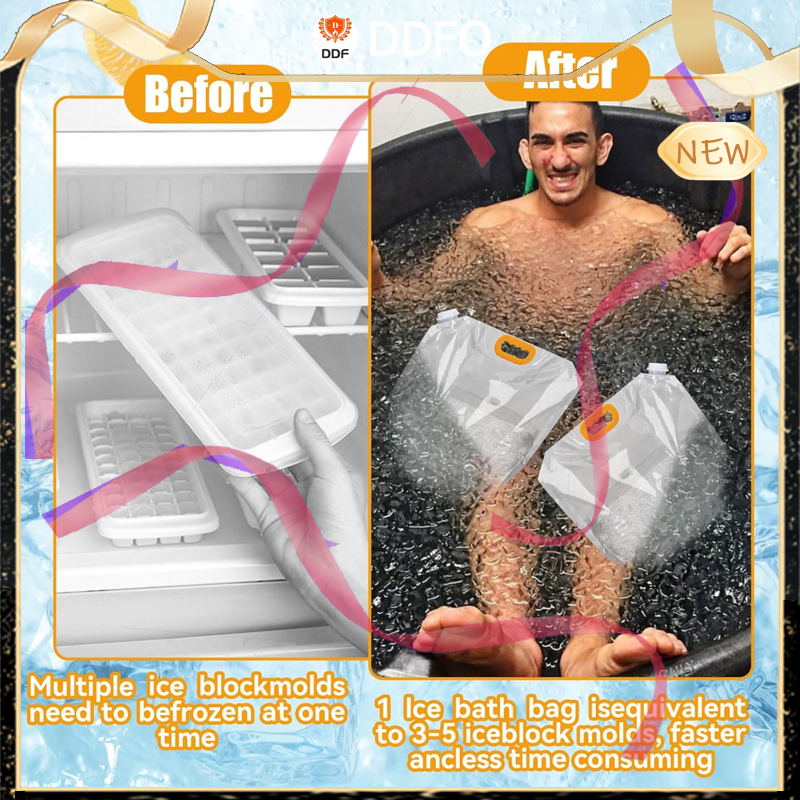 D
DDF
DDFO
Before
After
NEW
Multiple ice blockmolds
need to befrozen at one
time
1 Ice bath bag isequivalent
to 3-5 iceblock molds, faster
ancless time consuming